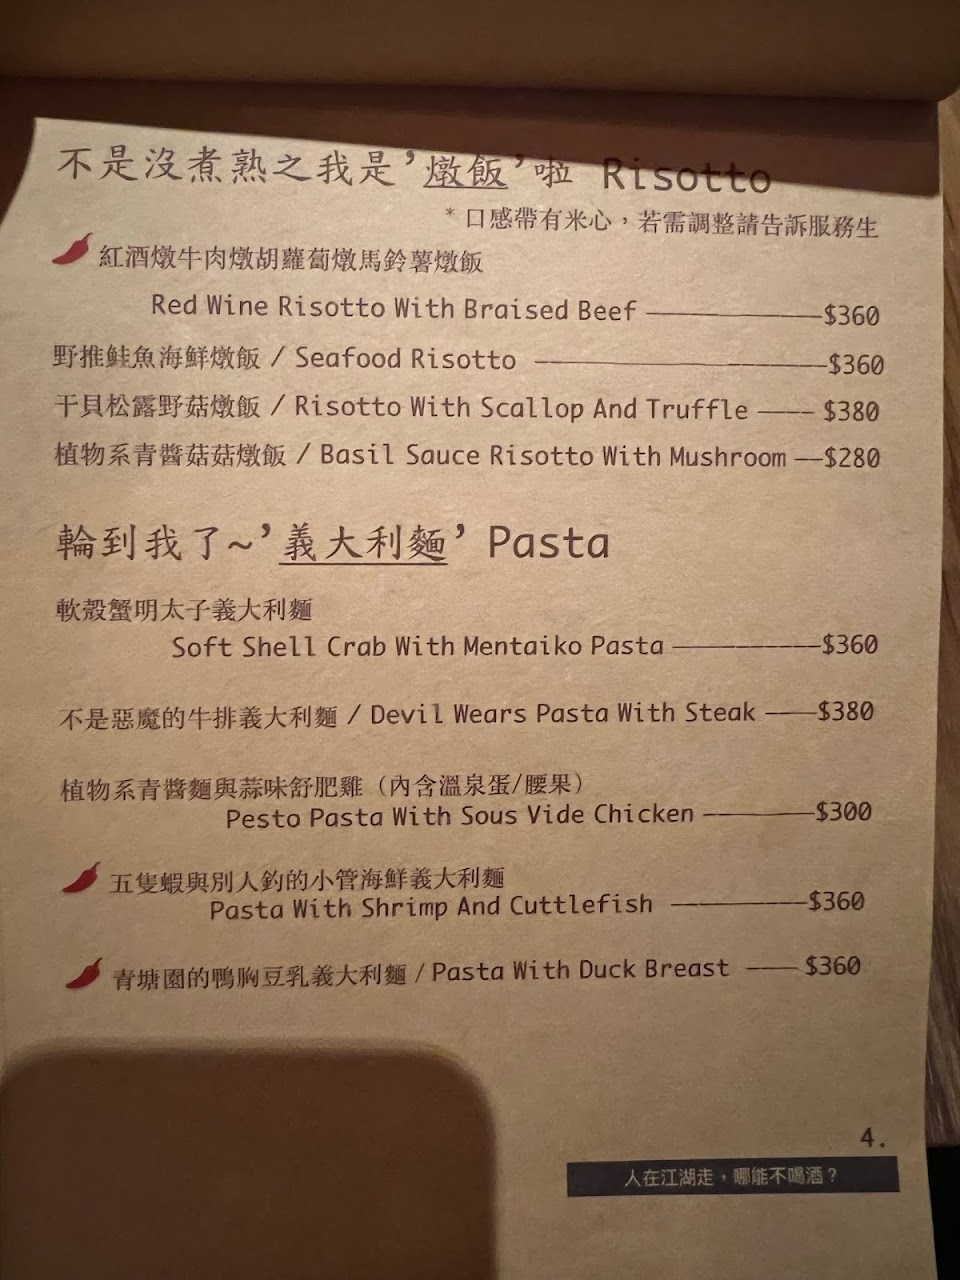 不是沒煮熟之我是’燉飯’啦 Risotto
*口感帶有米心，若需調整請告訴服務生
紅酒燉牛肉燉胡蘿蔔燉馬鈴薯燉飯
Red Wine Risotto With Braised Beef $360
野推鮭魚海鮮燉飯 / Seafood Risotto $360
干貝松露野菇燉飯 / Risotto With Scallop And Truffle $380
植物系青醬菇菇燉飯 / Basil Sauce Risotto With Mushroom $280
輪到我了~’義大利麵’ Pasta
軟殼蟹明太子義大利麵
Soft Shell Crab With Mentaiko Pasta $360
不是惡魔的牛排義大利麵 / Devil Wears Pasta With Steak $380
植物系青醬麵與蒜味舒肥雞（內含溫泉蛋/腰果）
Pesto Pasta With Sous Vide Chicken $300
五隻蝦與別人釣的小管海鮮義大利麵
Pasta With Shrimp And Cuttlefish $360
青塘園的鴨胸豆乳義大利麵 / Pasta With Duck Breast $360
4.
人在江湖走，哪能不喝酒？